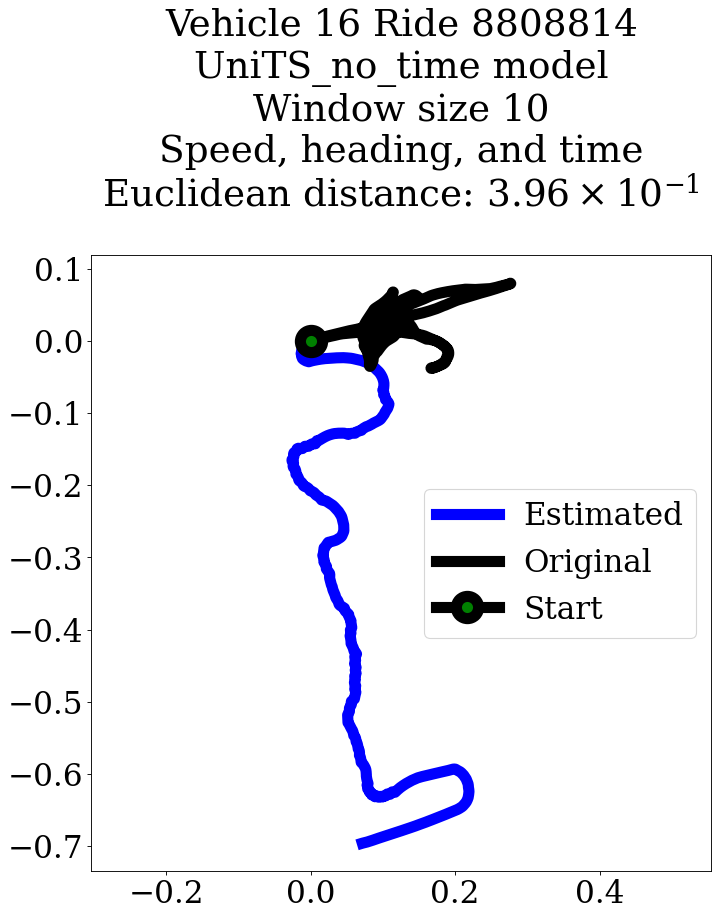 Vehicle 16 Ride 8808814
UniTS_no_time model
Window size 10
Speed, heading, and time
Euclidean distance: 3.96 × 10⁻¹
0.1
0.0
−0.1
−0.2
−0.3
−0.4
−0.5
−0.6
−0.7
Estimated
Original
Start
−0.2 0.0 0.2 0.4